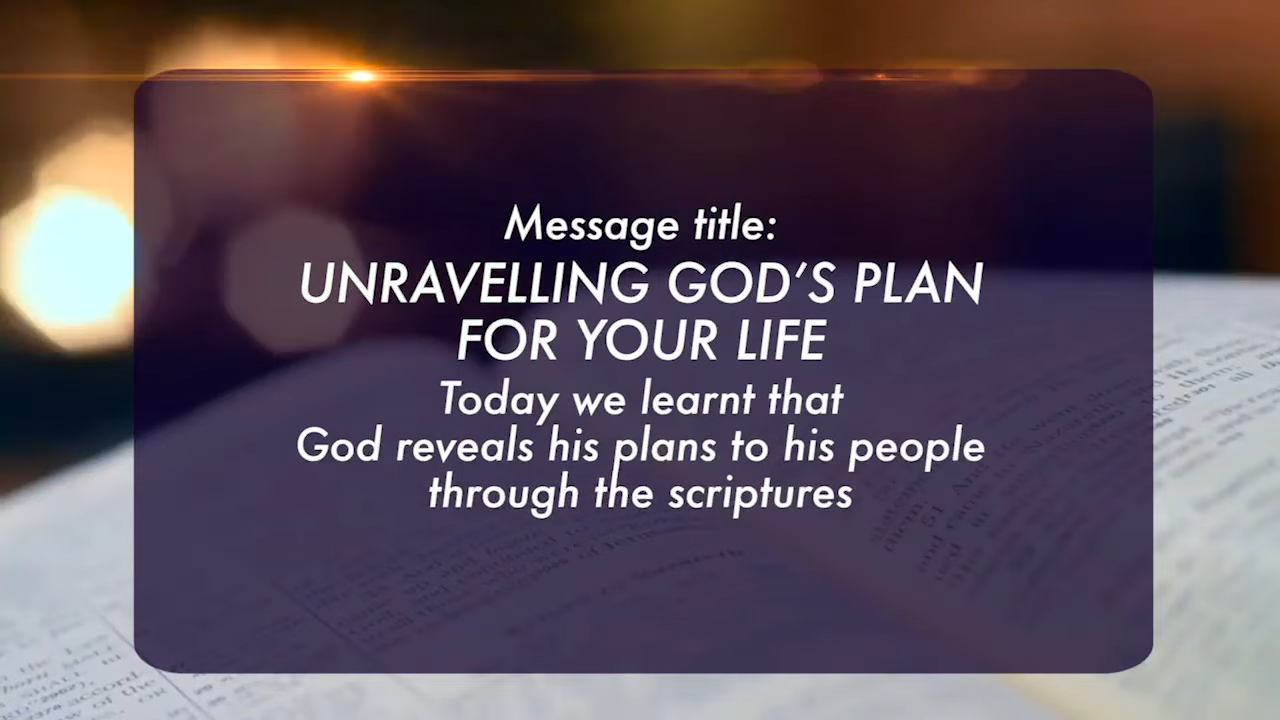 Message title:
UNRAVELLING GOD'S PLAN
FOR YOUR LIFE
Today we learnt that
God reveals his plans to his people
through the scriptures